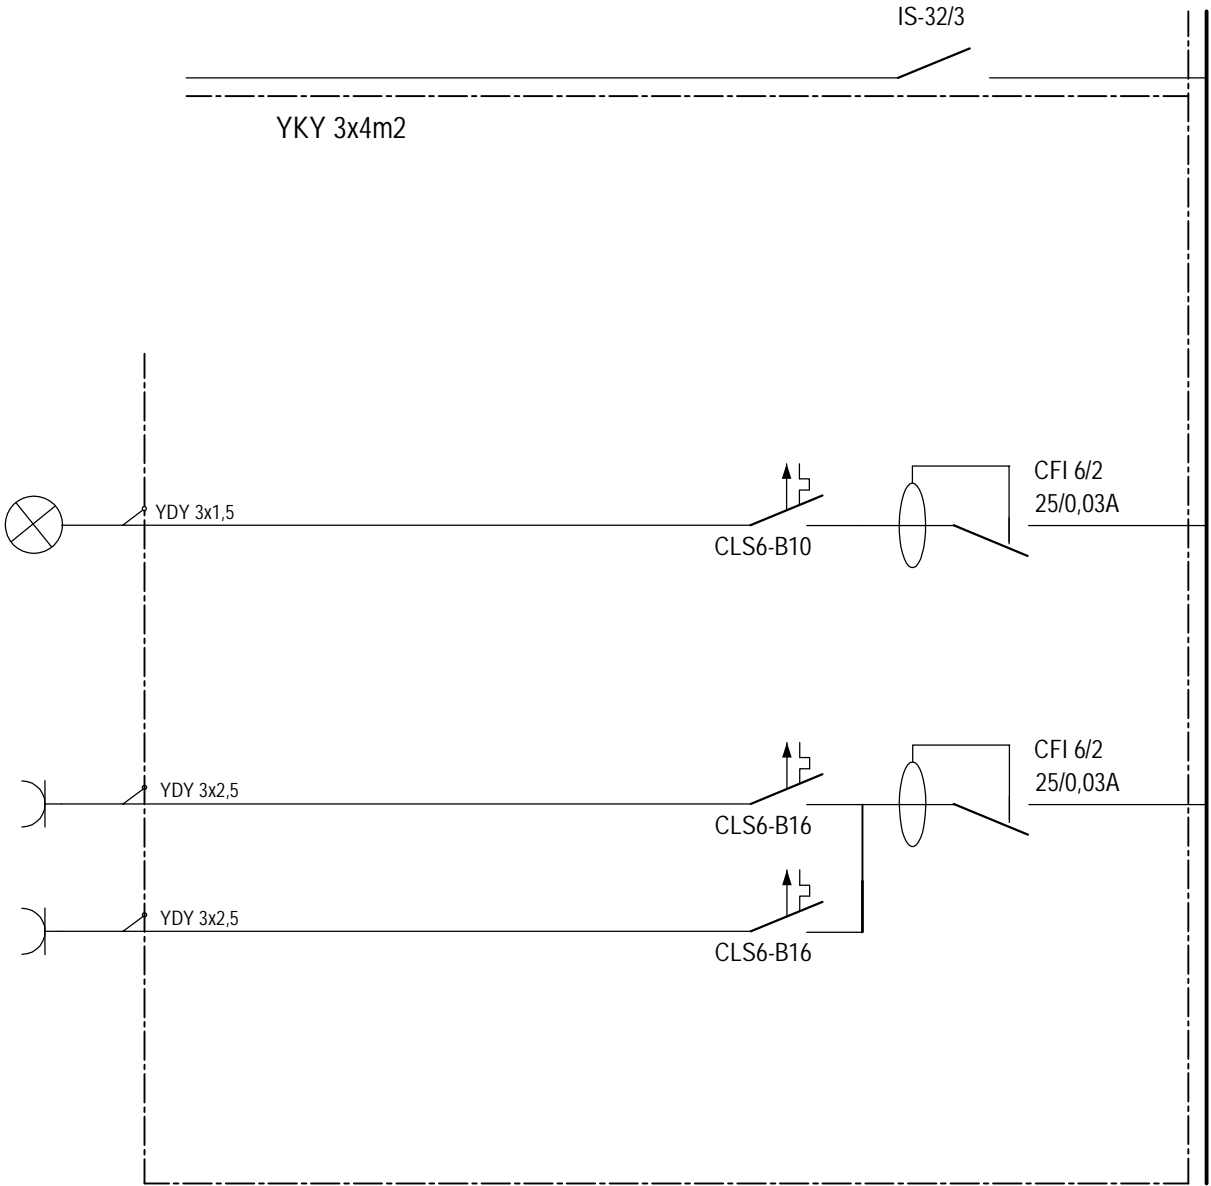 IS-32/3
YKY 3x4m2
CFI 6/2
25/0,03A
YDY 3x1,5
CLS6-B10
CFI 6/2
25/0,03A
YDY 3x2,5
CLS6-B16
YDY 3x2,5
CLS6-B16